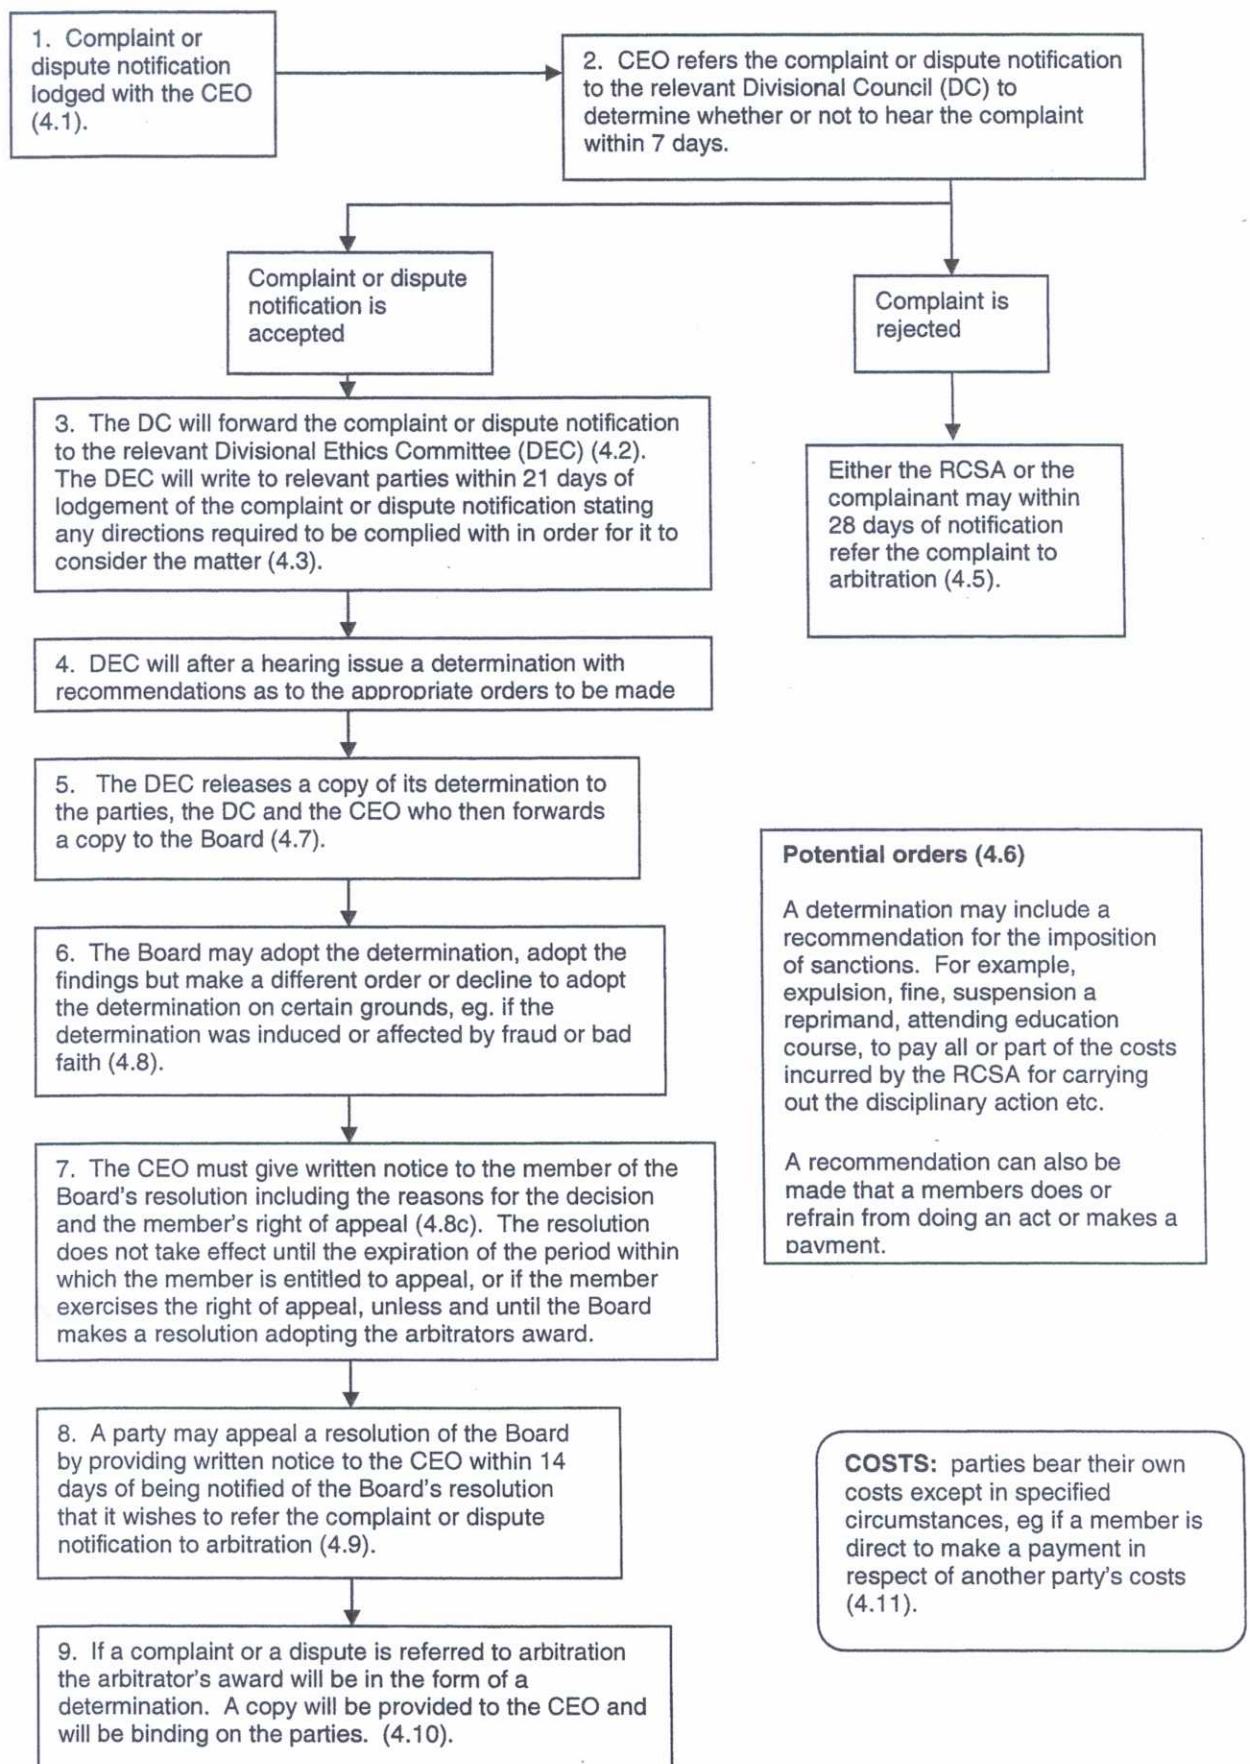 1. Complaint or
dispute notification
lodged with the CEO
(4.1).
2. CEO refers the complaint or dispute notification
to the relevant Divisional Council (DC) to
determine whether or not to hear the complaint
within 7 days.
Complaint or dispute
notification is
accepted
Complaint is
rejected
3. The DC will forward the complaint or dispute notification
to the relevant Divisional Ethics Committee (DEC) (4.2).
The DEC will write to relevant parties within 21 days of
lodgement of the complaint or dispute notification stating
any directions required to be complied with in order for it to
consider the matter (4.3).
Either the RCSA or the
complainant may within
28 days of notification
refer the complaint to
arbitration (4.5).
4. DEC will after a hearing issue a determination with
recommendations as to the appropriate orders to be made
5. The DEC releases a copy of its determination to
the parties, the DC and the CEO who then forwards
a copy to the Board (4.7).
6. The Board may adopt the determination, adopt the
findings but make a different order or decline to adopt
the determination on certain grounds, eg. if the
determination was induced or affected by fraud or bad
faith (4.8).
Potential orders (4.6)
A determination may include a
recommendation for the imposition
of sanctions. For example,
expulsion, fine, suspension a
reprimand, attending education
course, to pay all or part of the costs
incurred by the RCSA for carrying
out the disciplinary action etc.
A recommendation can also be
made that a members does or
refrain from doing an act or makes a
payment.
7. The CEO must give written notice to the member of the
Board's resolution including the reasons for the decision
and the member's right of appeal (4.8c). The resolution
does not take effect until the expiration of the period within
which the member is entitled to appeal, or if the member
exercises the right of appeal, unless and until the Board
makes a resolution adopting the arbitrators award.
8. A party may appeal a resolution of the Board
by providing written notice to the CEO within 14
days of being notified of the Board's resolution
that it wishes to refer the complaint or dispute
notification to arbitration (4.9).
COSTS: parties bear their own
costs except in specified
circumstances, eg if a member is
direct to make a payment in
respect of another party's costs
(4.11).
9. If a complaint or a dispute is referred to arbitration
the arbitrator's award will be in the form of a
determination. A copy will be provided to the CEO and
will be binding on the parties. (4.10).